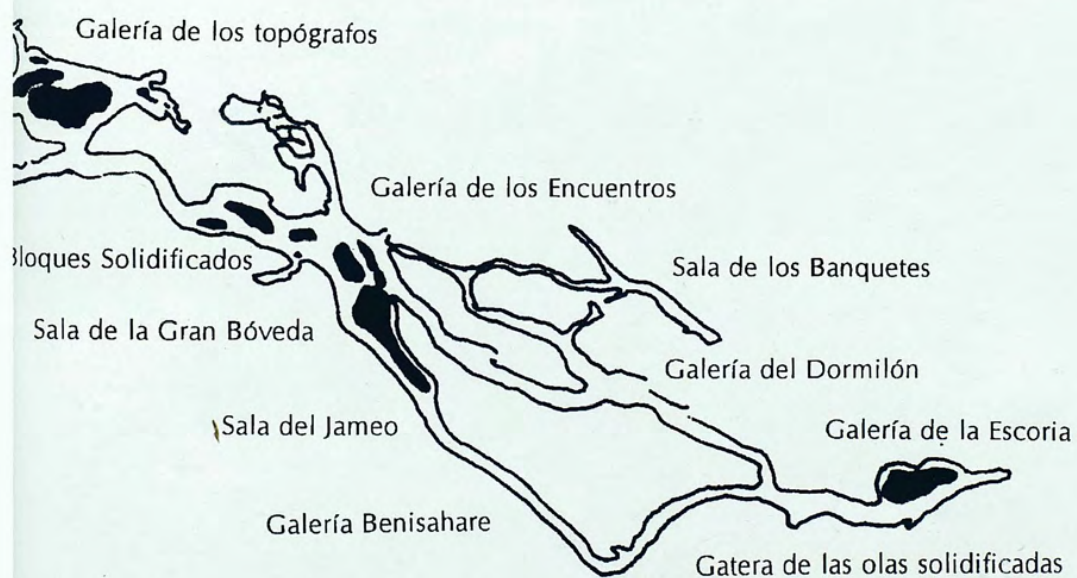 Galería de los topógrafos
Galería de los Encuentros
Bloques Solidificados
Sala de los Banquetes
Sala de la Gran Bóveda
Galería del Dormilón
Sala del Jameo
Galería de la Escoria
Galería Benisahare
Gatera de las olas solidificadas